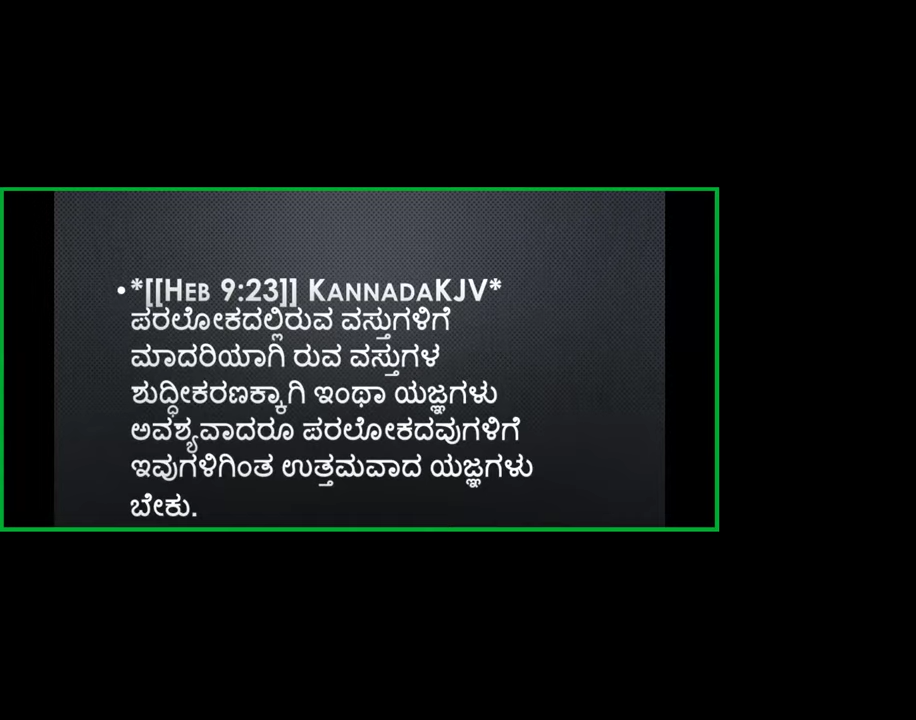 •*[[HEB 9:23]] KANNADAKJV*
ಪರಲೋಕದಲ್ಲಿರುವ ವಸ್ತುಗಳಿಗೆ
ಮಾದರಿಯಾಗಿ ರುವ ವಸ್ತುಗಳ
ಶುದ್ಧೀಕರಣಕ್ಕಾಗಿ ಇಂಥಾ ಯಜ್ಞಗಳು
ಅವಶ್ಯವಾದರೂ ಪರಲೋಕದವುಗಳಿಗೆ
ಇವುಗಳಿಗಿಂತ ಉತ್ತಮವಾದ ಯಜ್ಞಗಳು
ಬೇಕು.